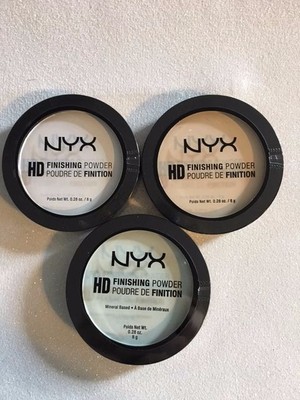 NYX
HD FINISHING POWDER
POUDRE DE FINITION
Poids Net Wt. 0.28 oz. / 8 g
NYX
HD FINISHING POWDER
POUDRE DE FINITION
Poids Net Wt. 0.28 oz. / 8 g
NYX
HD FINISHING POWDER
POUDRE DE FINITION
Mineral Based • À Base de Minéraux
Poids Net Wt.
0.28 oz.
8 g